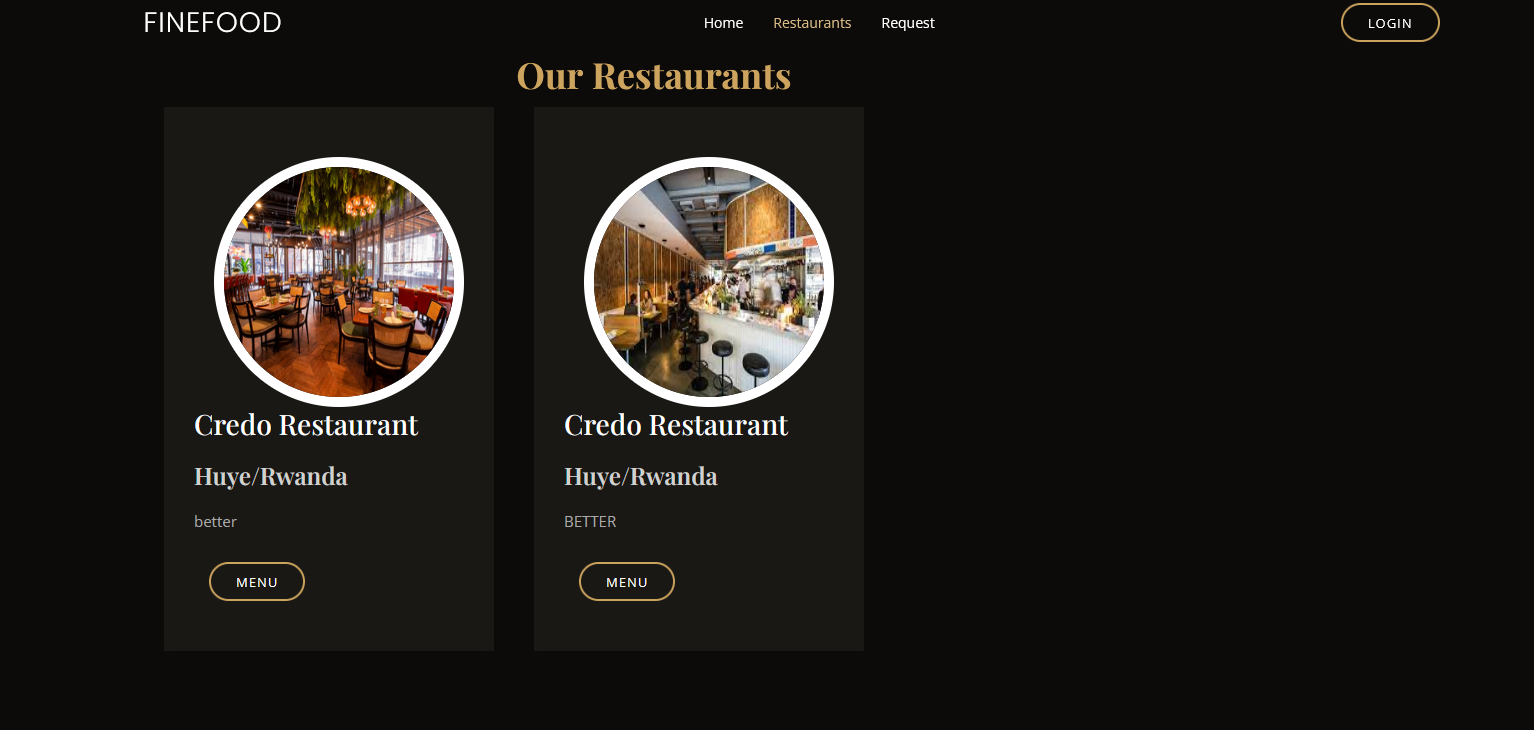 FINEFOOD
Home Restaurants Request
LOGIN
Our Restaurants
Credo Restaurant
Huye/Rwanda
better
MENU
Credo Restaurant
Huye/Rwanda
BETTER
MENU